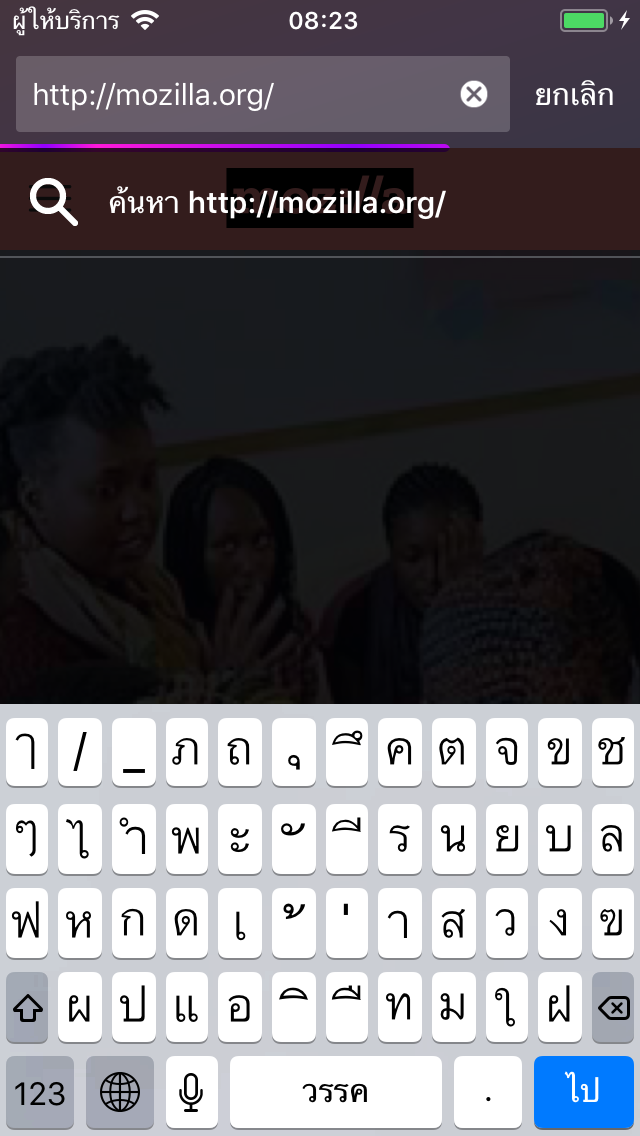 ผู้ให้บริการ 08:23
http://mozilla.org/ ยกเลิก
ค้นหา http://mozilla.org/
mozilla
ๅ / _ ภ ถ ุ ึ ค ต จ ข ช
ๆ ไ ำ พ ะ ั ี ร น ย บ ล
ฟ ห ก ด เ ้ ่ า ส ว ง ฃ
ผ ป แ อ ิ ื ท ม ใ ฝ
123 วรรค . ไป